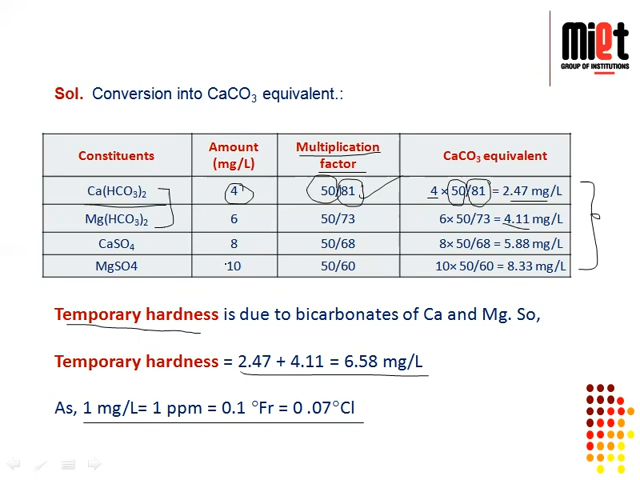 miet
GROUP OF INSTITUTIONS
Sol. Conversion into CaCO₃ equivalent.:
Constituents Amount (mg/L) Multiplication factor CaCO₃ equivalent
Ca(HCO₃)₂ 4 50/81 4 × 50/81 = 2.47 mg/L
Mg(HCO₃)₂ 6 50/73 6× 50/73 = 4.11 mg/L
CaSO₄ 8 50/68 8× 50/68 = 5.88 mg/L
MgSO4 10 50/60 10× 50/60 = 8.33 mg/L
Temporary hardness is due to bicarbonates of Ca and Mg. So,
Temporary hardness = 2.47 + 4.11 = 6.58 mg/L
As, 1 mg/L= 1 ppm = 0.1 °Fr = 0 .07°Cl